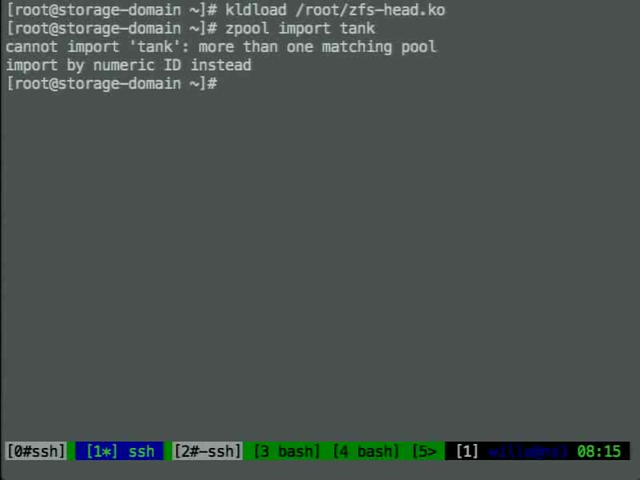 [root@storage-domain ~]# kldload /root/zfs-head.ko
[root@storage-domain ~]# zpool import tank
cannot import 'tank': more than one matching pool
import by numeric ID instead
[root@storage-domain ~]#
[0#ssh] [1*] ssh [2#-ssh] [3 bash] [4 bash] [5> [1] 08:15